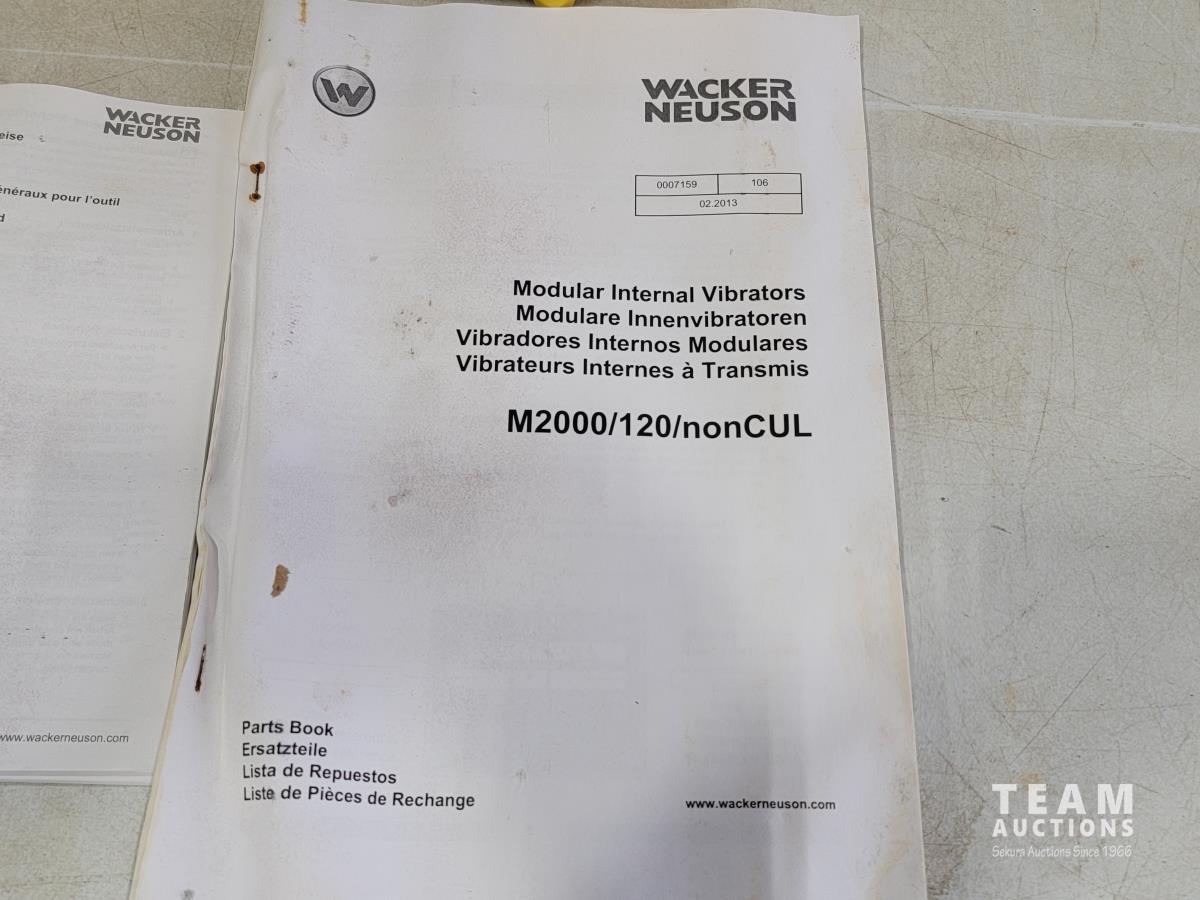 WACKER
NEUSON
eise
énéraux pour l'outil
d
www.wackerneuson.com
W
WACKER
NEUSON
0007159 106
02.2013
Modular Internal Vibrators
Modulare Innenvibratoren
Vibradores Internos Modulares
Vibrateurs Internes à Transmis
M2000/120/nonCUL
Parts Book
Ersatzteile
Lista de Repuestos
Liste de Pièces de Rechange
www.wackerneuson.com
TEAM
AUCTIONS
Sekura Auctions Since 1966